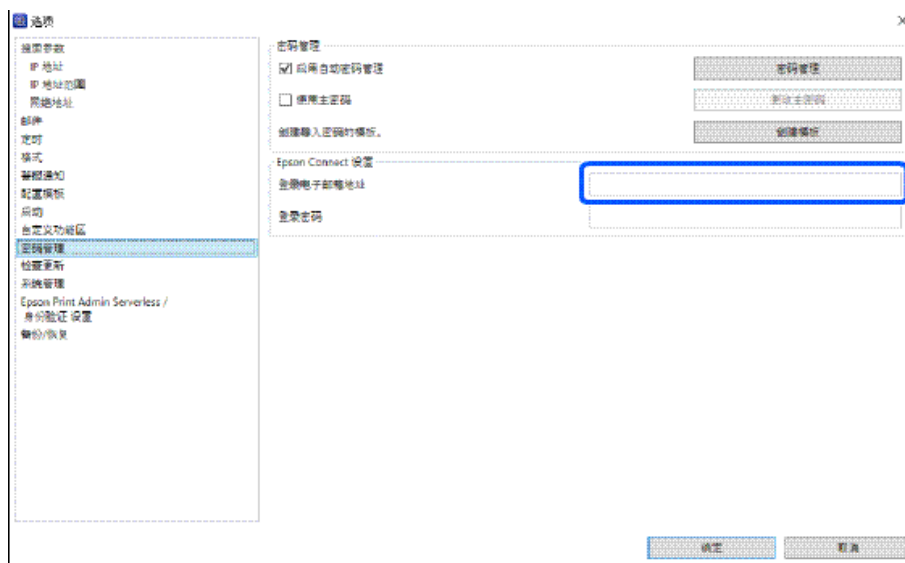 选项
搜索参数
IP 地址
IP 地址范围
网络地址
邮件
定时
格式
警报通知
配置模板
启动
自定义功能区
密码管理
检查更新
系统管理
Epson Print Admin Serverless /
身份验证 设置
备份/恢复
密码管理
启用自动密码管理
密码管理
使用主密码
更改主密码
创建导入密码的模板。
创建模板
Epson Connect 设置
登录电子邮箱地址
登录密码
确定
取消